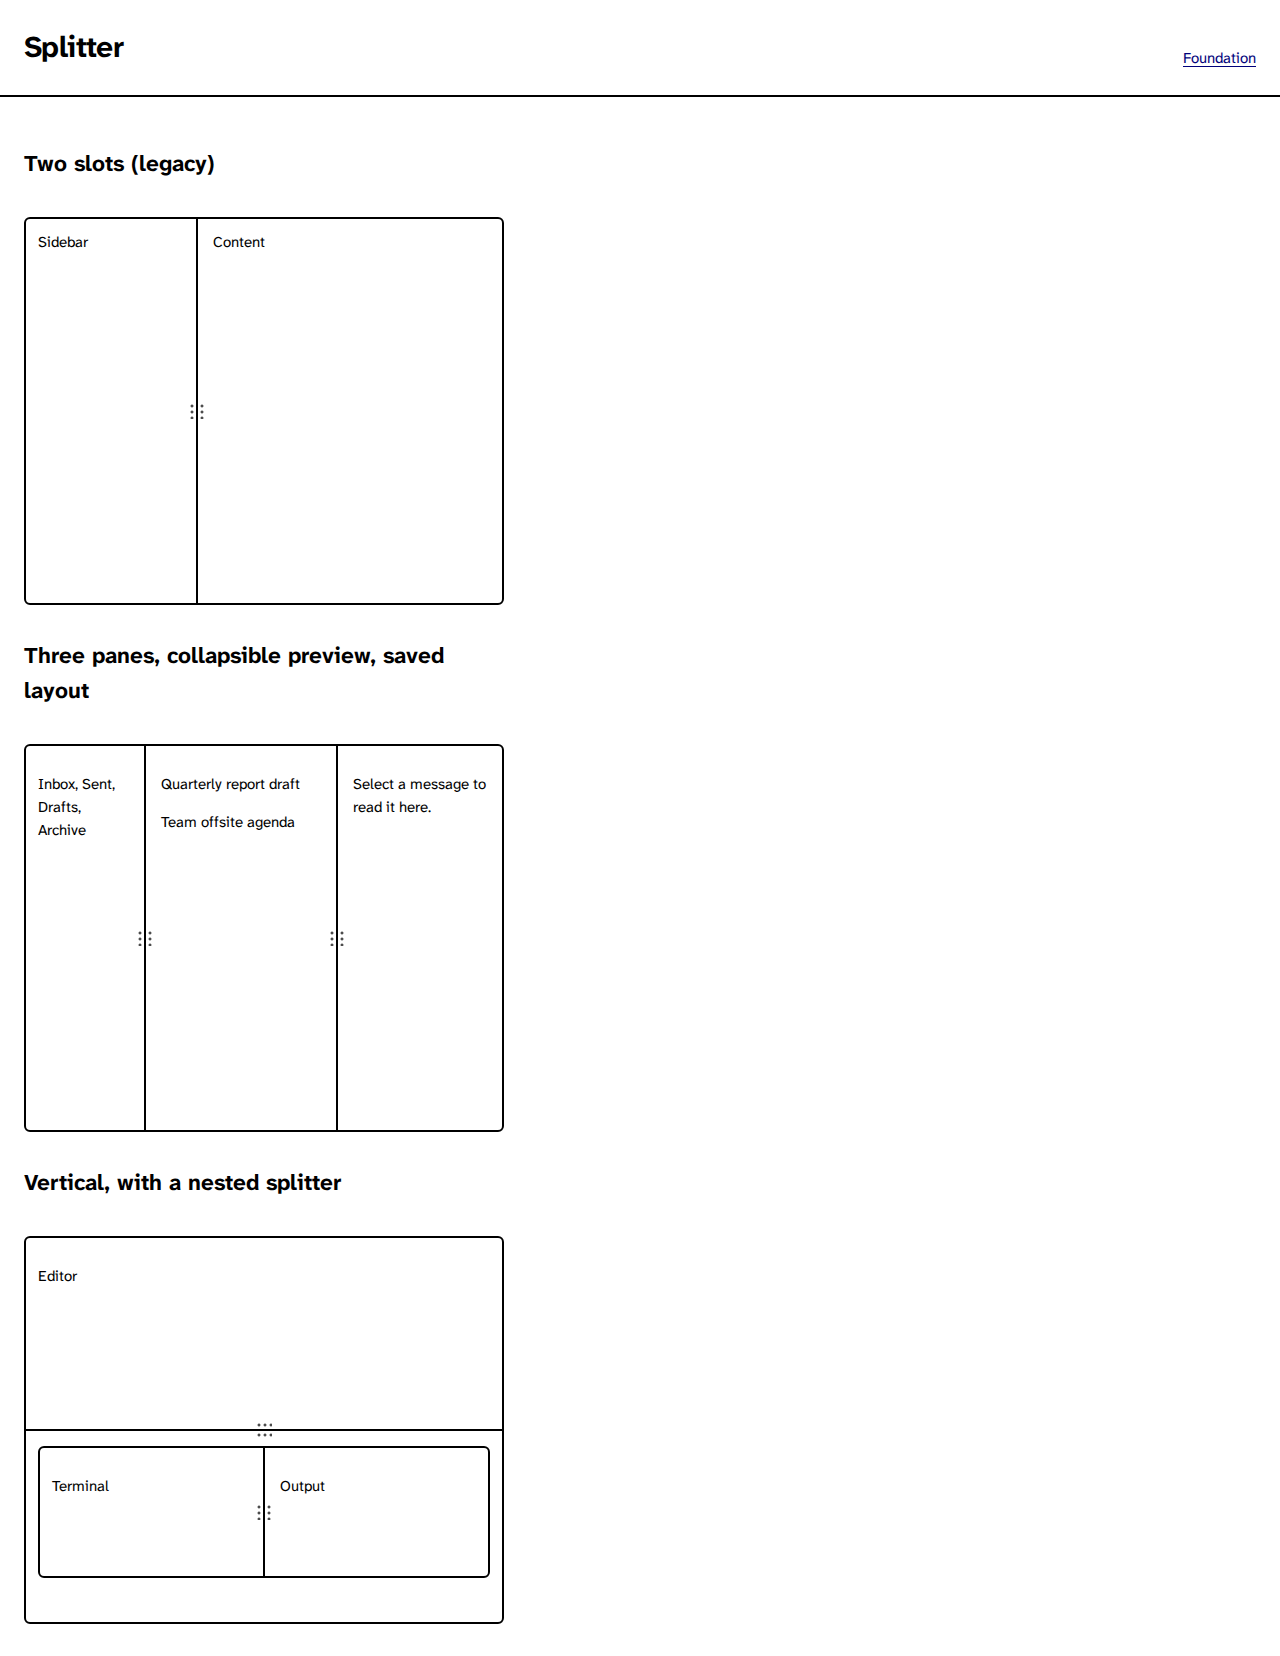 Splitter
Foundation
Two slots (legacy)
Sidebar
Content
Three panes, collapsible preview, saved
layout
Inbox, Sent,
Drafts,
Archive
Quarterly report draft
Team offsite agenda
Select a message to
read it here.
Vertical, with a nested splitter
Editor
Terminal
Output